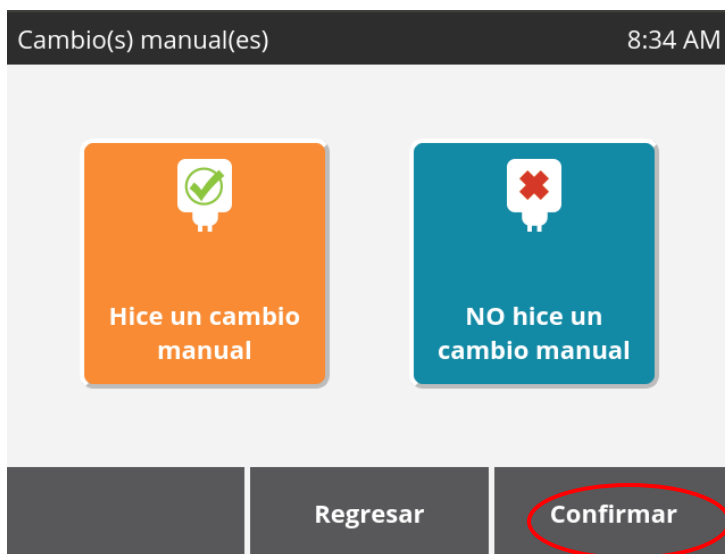 Cambio(s) manual(es) 8:34 AM
Hice un cambio
manual
NO hice un
cambio manual
Regresar Confirmar